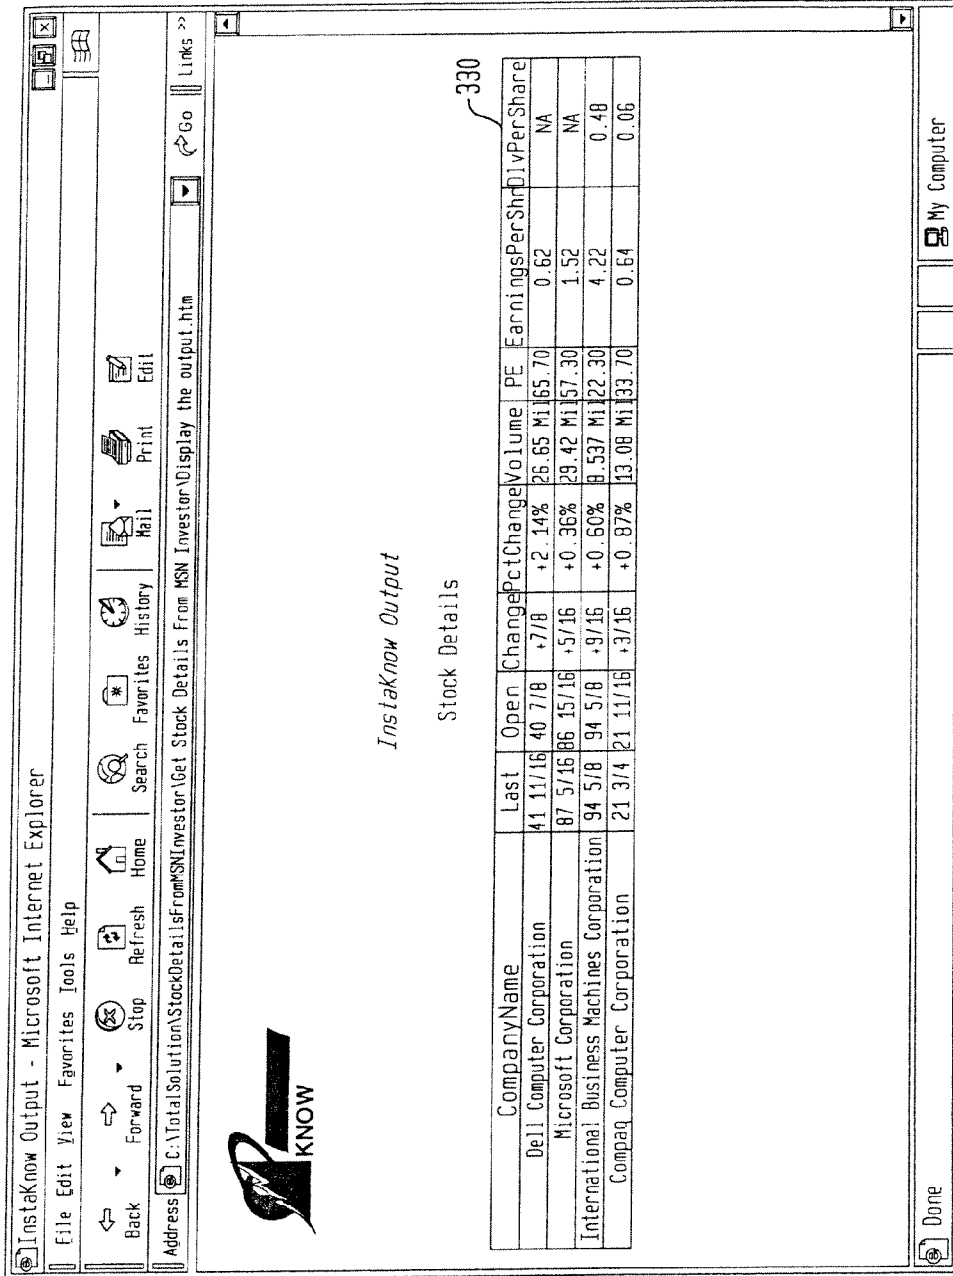 InstaKnow Output - Microsoft Internet Explorer
File Edit View Favorites Tools Help
Back Forward Stop Refresh Home Search Favorites History Mail Print Edit
Address C:\TotalSolution\StockDetailsFromMSNInvestor\Get Stock Details From MSN Investor\Display the output.htm Go Links >>
KNOW
InstaKnow Output
Stock Details
330
CompanyName Last Open Change PctChange Volume PE EarningsPerShr DivPerShare
Dell Computer Corporation 41 11/16 40 7/8 +7/8 +2.14% 26.65 Mil 65.70 0.62 NA
Microsoft Corporation 87 5/16 86 15/16 +5/16 +0.36% 29.42 Mil 57.30 1.52 NA
International Business Machines Corporation 94 5/8 94 5/8 +9/16 +0.60% 8.537 Mil 22.30 4.22 0.48
Compaq Computer Corporation 21 3/4 21 11/16 +3/16 +0.87% 13.08 Mil 33.70 0.64 0.06
Done My Computer